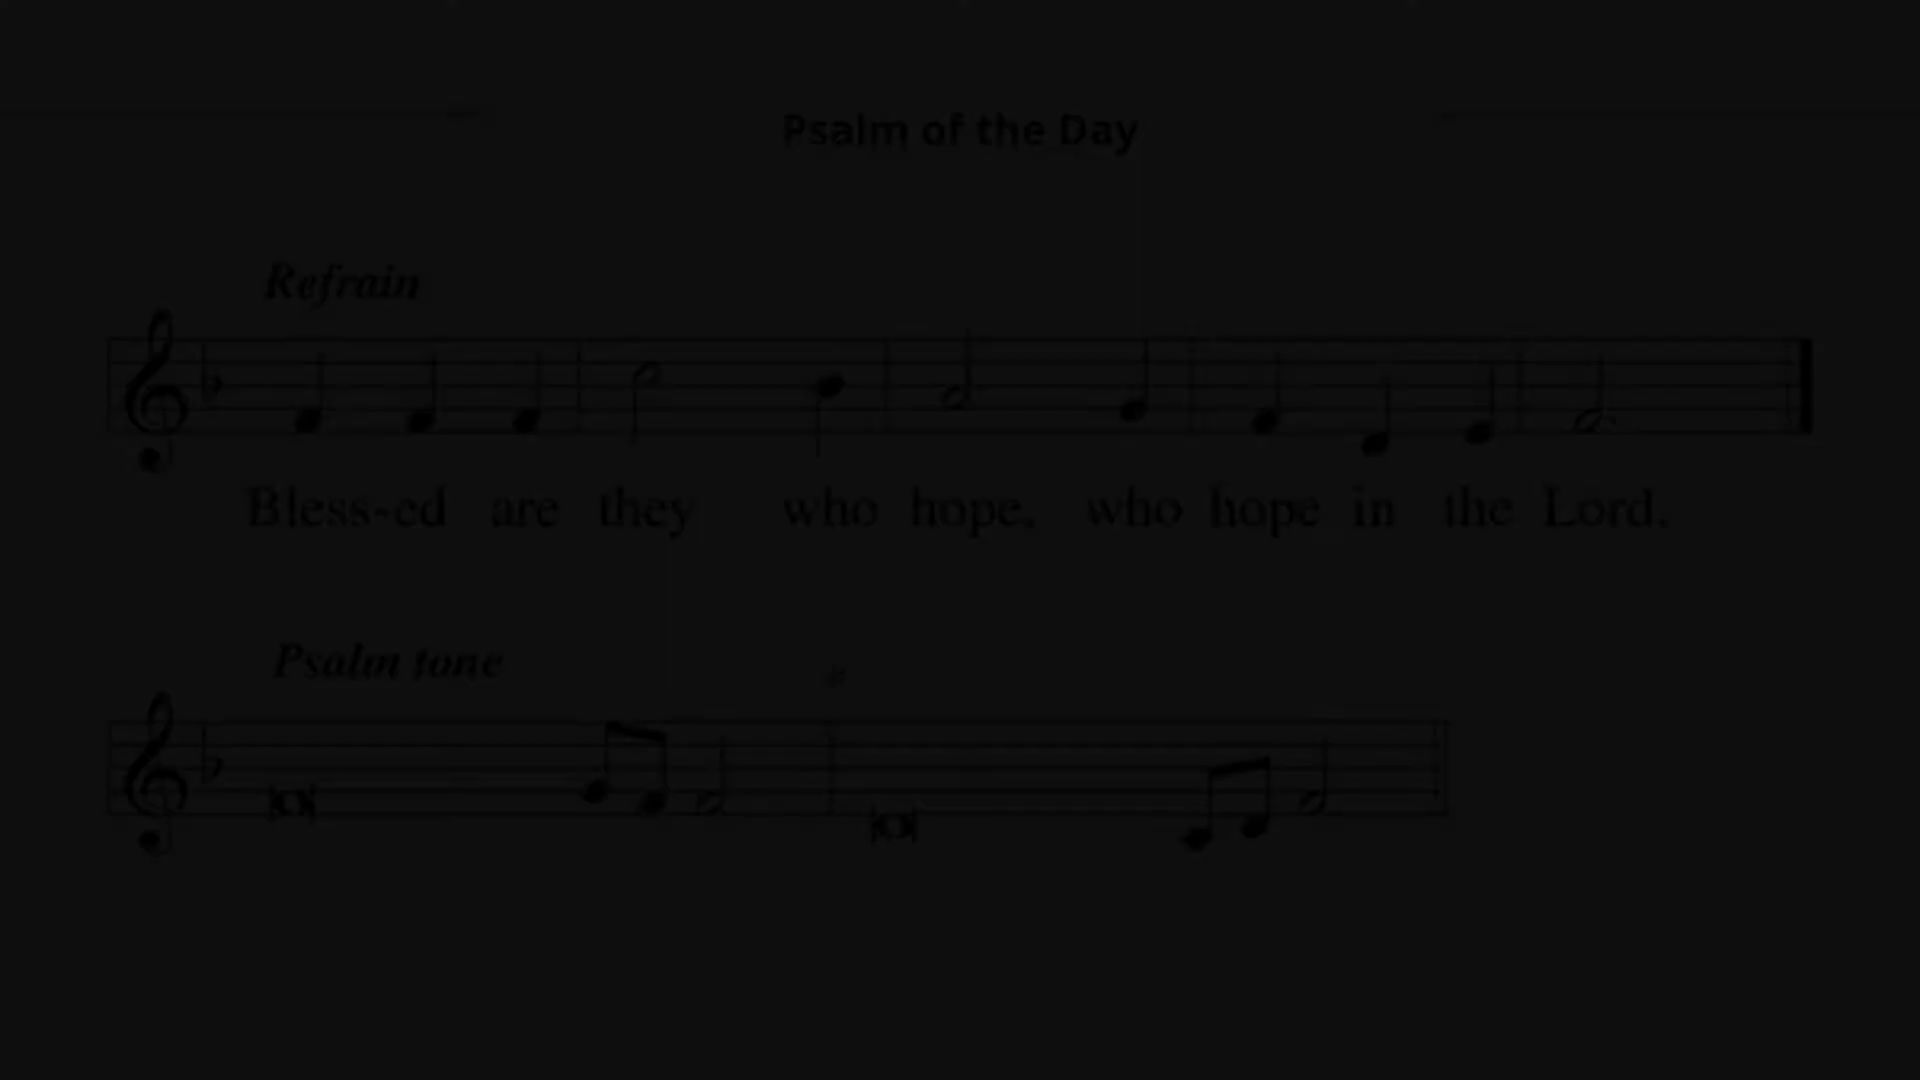 Psalm of the Day
Refrain
Bless-ed are they who hope, who hope in the Lord.
Psalm tone